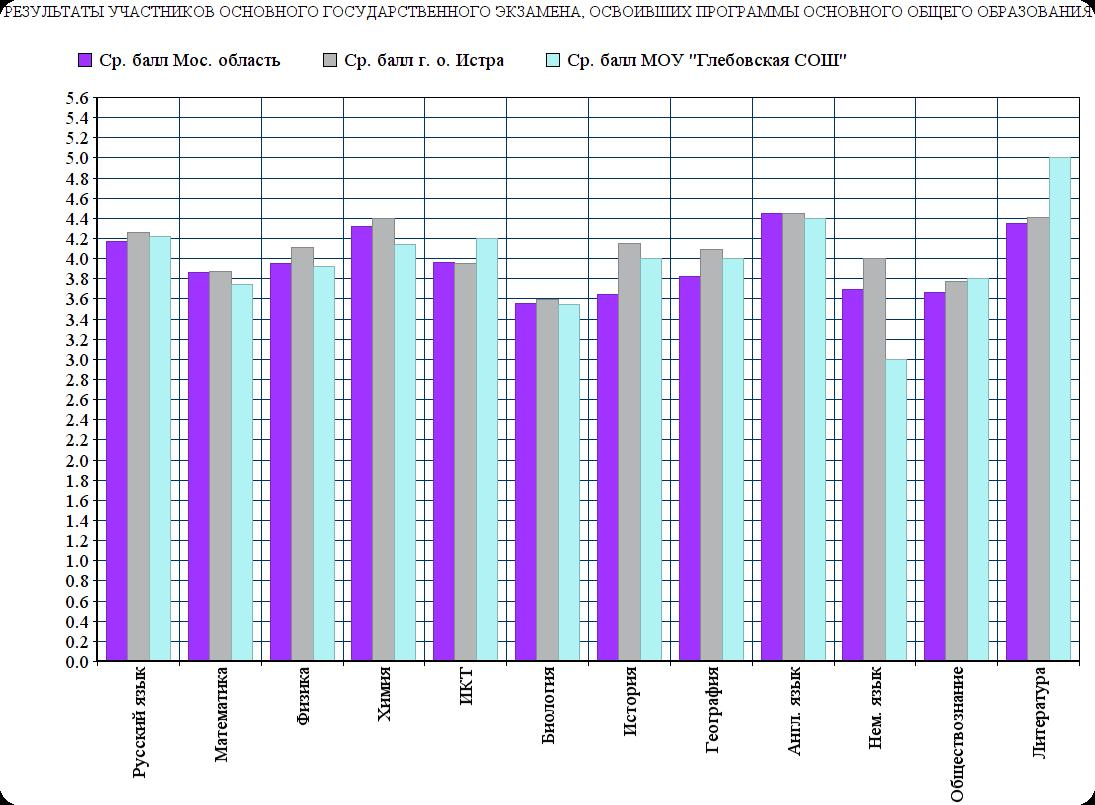 РЕЗУЛЬТАТЫ УЧАСТНИКОВ ОСНОВНОГО ГОСУДАРСТВЕННОГО ЭКЗАМЕНА, ОСВОИВШИХ ПРОГРАММЫ ОСНОВНОГО ОБЩЕГО ОБРАЗОВАНИЯ
Ср. балл Мос. область Ср. балл г. о. Истра Ср. балл МОУ "Глебовская СОШ"
5.6
5.4
5.2
5.0
4.8
4.6
4.4
4.2
4.0
3.8
3.6
3.4
3.2
3.0
2.8
2.6
2.4
2.2
2.0
1.8
1.6
1.4
1.2
1.0
0.8
0.6
0.4
0.2
0.0
Русский язык
Математика
Физика
Химия
ИКТ
Биология
История
География
Англ. язык
Нем. язык
Обществознание
Литература